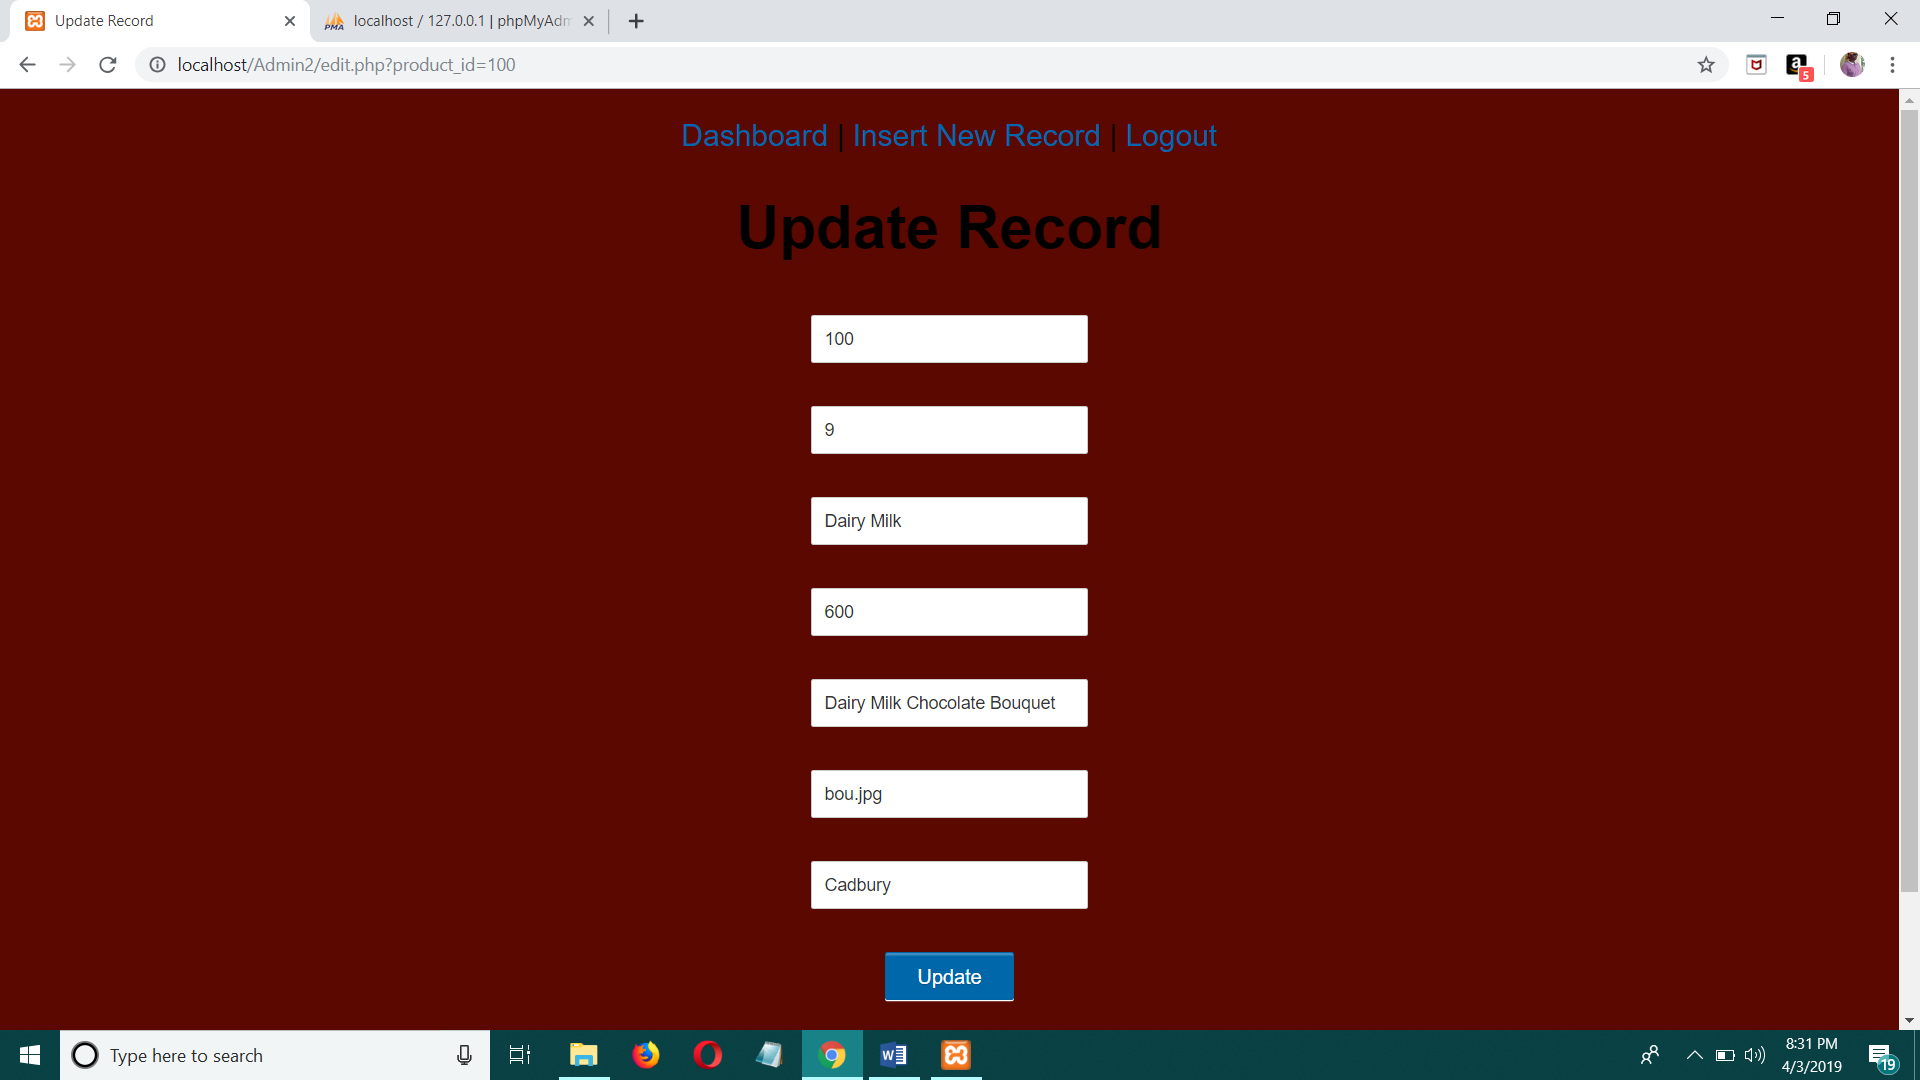 Update Record
localhost / 127.0.0.1 | phpMyAdm
localhost/Admin2/edit.php?product_id=100
5
Dashboard | Insert New Record | Logout
Update Record
100
9
Dairy Milk
600
Dairy Milk Chocolate Bouquet
bou.jpg
Cadbury
Update
Type here to search
8:31 PM
4/3/2019
19